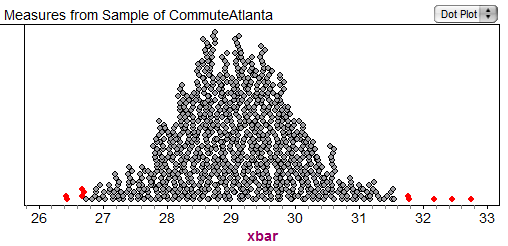 Measures from Sample of CommuteAtlanta Dot Plot
26 27 28 29 30 31 32 33
xbar